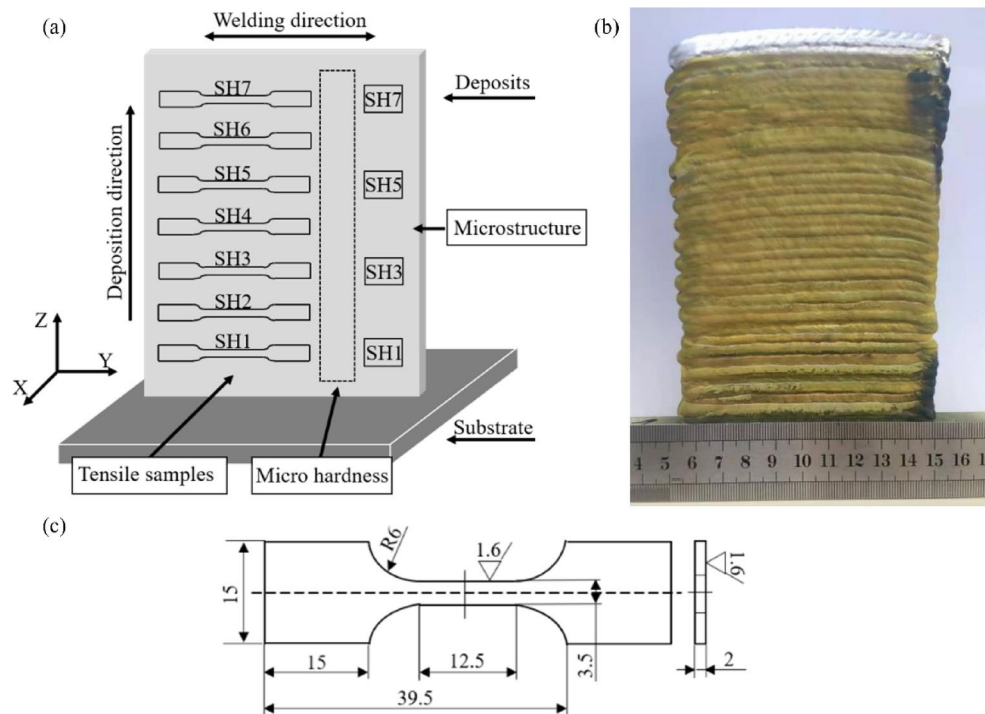 (a)
Welding direction
Deposition direction
SH7
SH6
SH5
SH4
SH3
SH2
SH1
SH7
SH5
SH3
SH1
Deposits
Microstructure
Substrate
Z
Y
X
Tensile samples
Micro hardness
(b)
4 5 6 7 8 9 10 11 12 13 14 15 16
(c)
R6
1.6
1.6
15
15
12.5
3.5
2
39.5